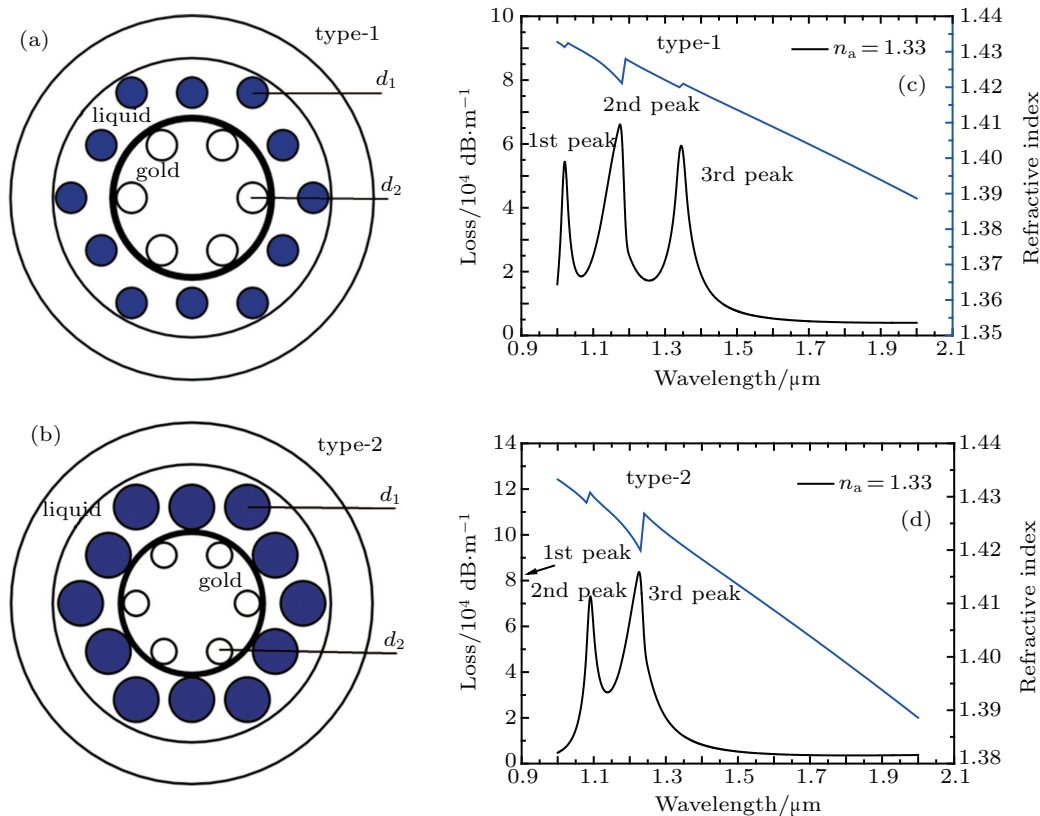 (a)
type-1
d₁
liquid
gold
d₂
(c)
type-1
nₐ = 1.33
1st peak
2nd peak
3rd peak
10
8
6
4
2
0
Loss/10⁴ dB·m⁻¹
1.44
1.43
1.42
1.41
1.40
1.39
1.38
1.37
1.36
1.35
Refractive index
0.9 1.1 1.3 1.5 1.7 1.9 2.1
Wavelength/μm
(b)
type-2
d₁
liquid
gold
d₂
(d)
type-2
nₐ = 1.33
1st peak
2nd peak
3rd peak
14
12
10
8
6
4
2
0
Loss/10⁴ dB·m⁻¹
1.44
1.43
1.42
1.41
1.40
1.39
1.38
Refractive index
0.9 1.1 1.3 1.5 1.7 1.9 2.1
Wavelength/μm